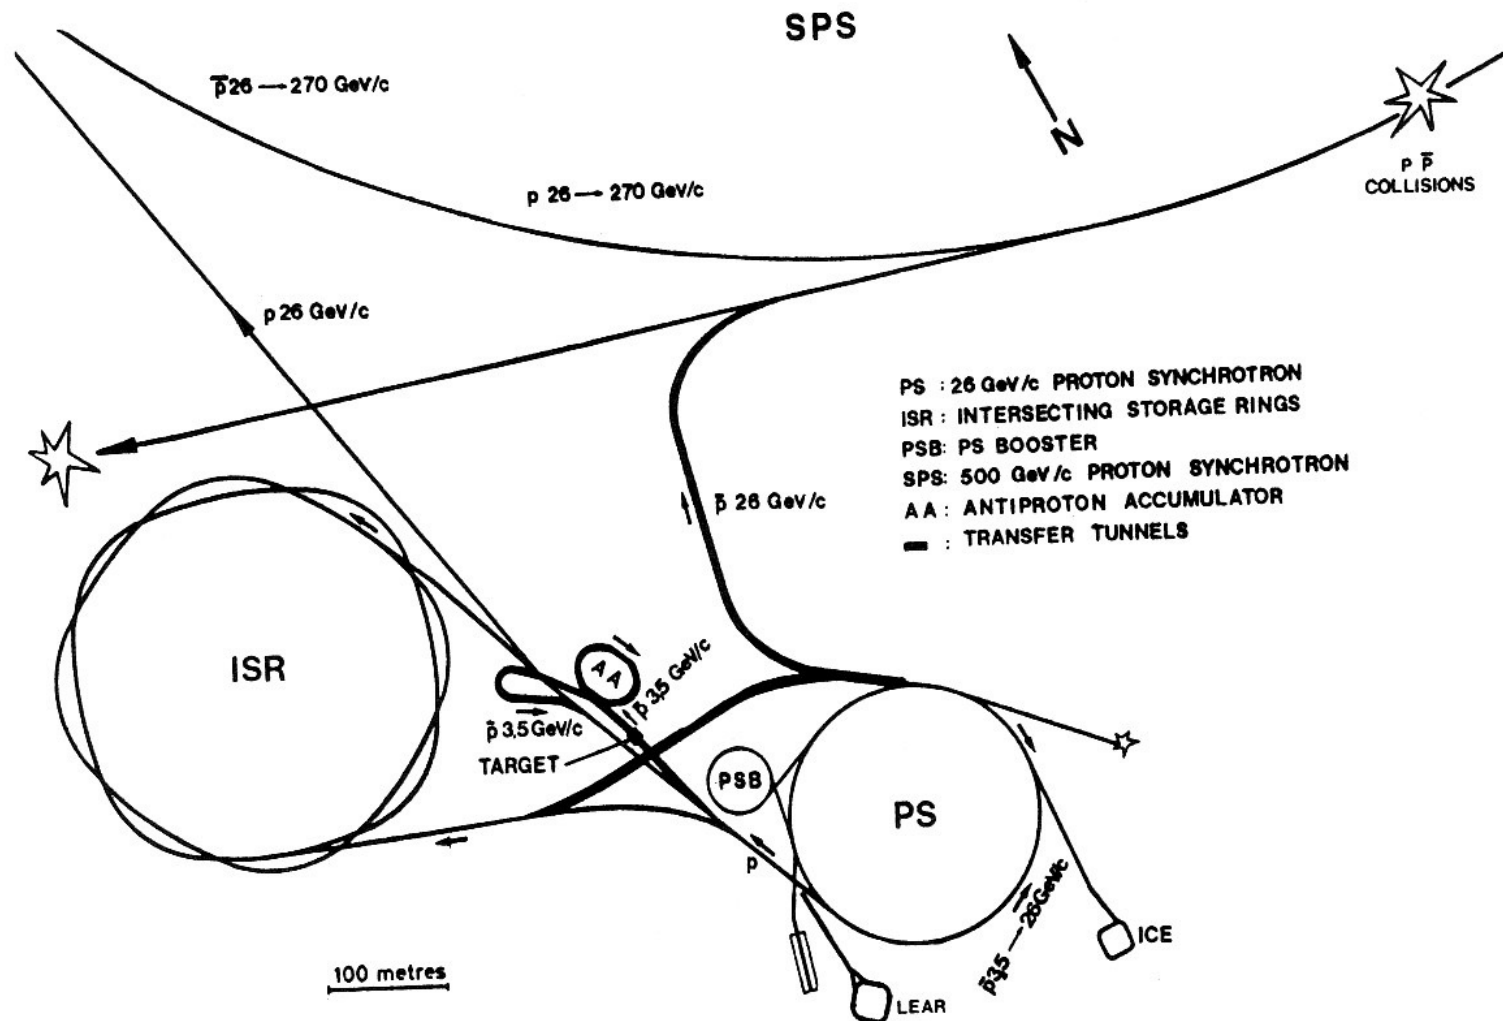 SPS
p̄ 26 → 270 GeV/c
N
p p̄
COLLISIONS
p 26 → 270 GeV/c
p 26 GeV/c
PS : 26 GeV/c PROTON SYNCHROTRON
ISR : INTERSECTING STORAGE RINGS
PSB: PS BOOSTER
SPS: 500 GeV/c PROTON SYNCHROTRON
AA : ANTIPROTON ACCUMULATOR
: TRANSFER TUNNELS
p̄ 26 GeV/c
ISR
AA
p̄ 3,5 GeV/c
p̄ 3,5 GeV/c
TARGET
PSB
PS
p
p̄ 3,5 → 26 GeV/c
ICE
100 metres
LEAR